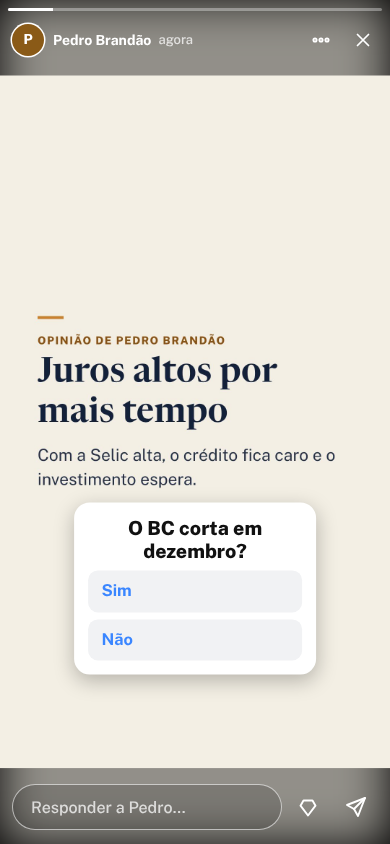 P
Pedro Brandão agora
OPINIÃO DE PEDRO BRANDÃO
Juros altos por
mais tempo
Com a Selic alta, o crédito fica caro e o
investimento espera.
O BC corta em
dezembro?
Sim
Não
Responder a Pedro...